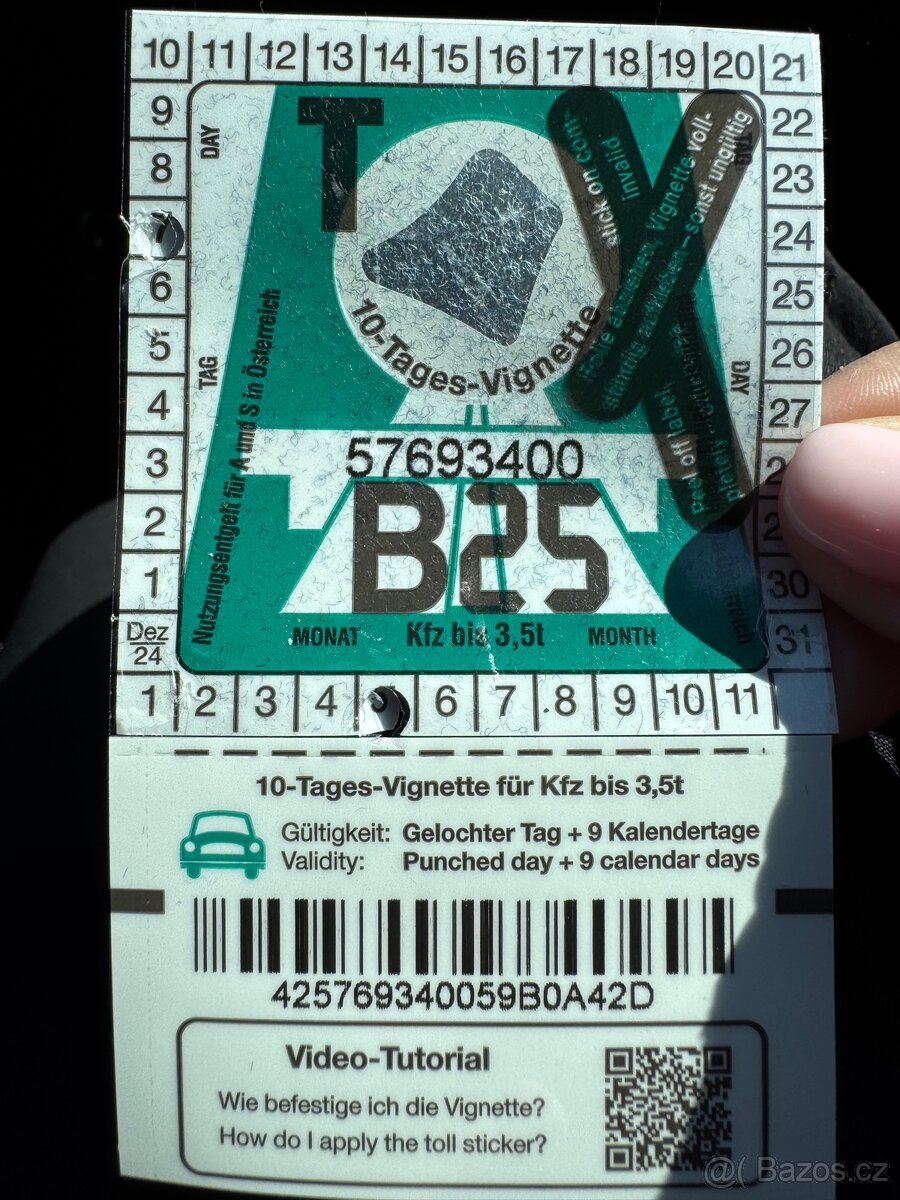 10 11 12 13 14 15 16 17 18 19 20 21
9
8
7
6
5
4
3
2
1
Dez
24
22
23
24
25
26
27
2
2
30
31
DAY
TAG
TAG
DAY
T
10-Tages-Vignette
Nutzungsentgelt für A und S in Österreich
stick on com-
invalid
Vignette voll-
ständig aufkleben – sonst ungültig
Peel off label
pletely
57693400
B25
MONAT Kfz bis 3,5t MONTH
1 2 3 4 5 6 7 8 9 10 11
10-Tages-Vignette für Kfz bis 3,5t
Gültigkeit: Gelochter Tag + 9 Kalendertage
Validity: Punched day + 9 calendar days
425769340059B0A42D
Video-Tutorial
Wie befestige ich die Vignette?
How do I apply the toll sticker?
@( Bazos.cz